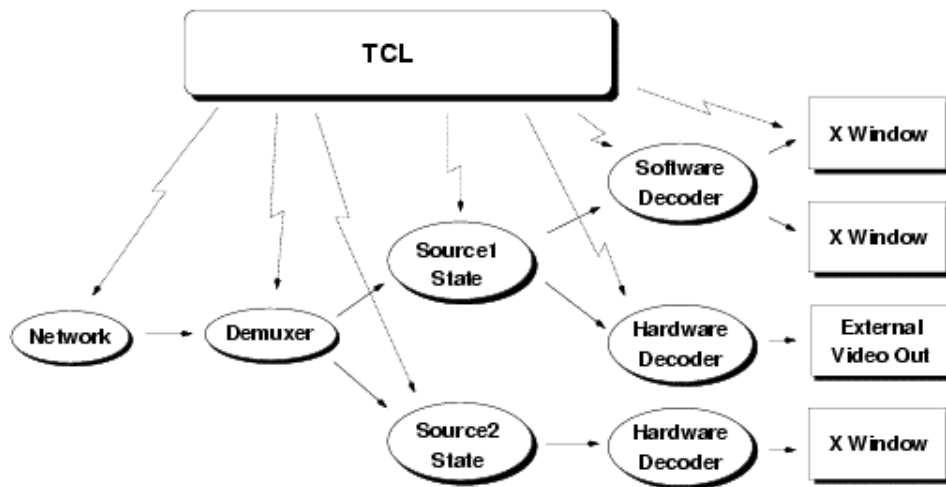 TCL
X Window
Software
Decoder
X Window
Source1
State
Network
Demuxer
Hardware
Decoder
External
Video Out
Source2
State
Hardware
Decoder
X Window